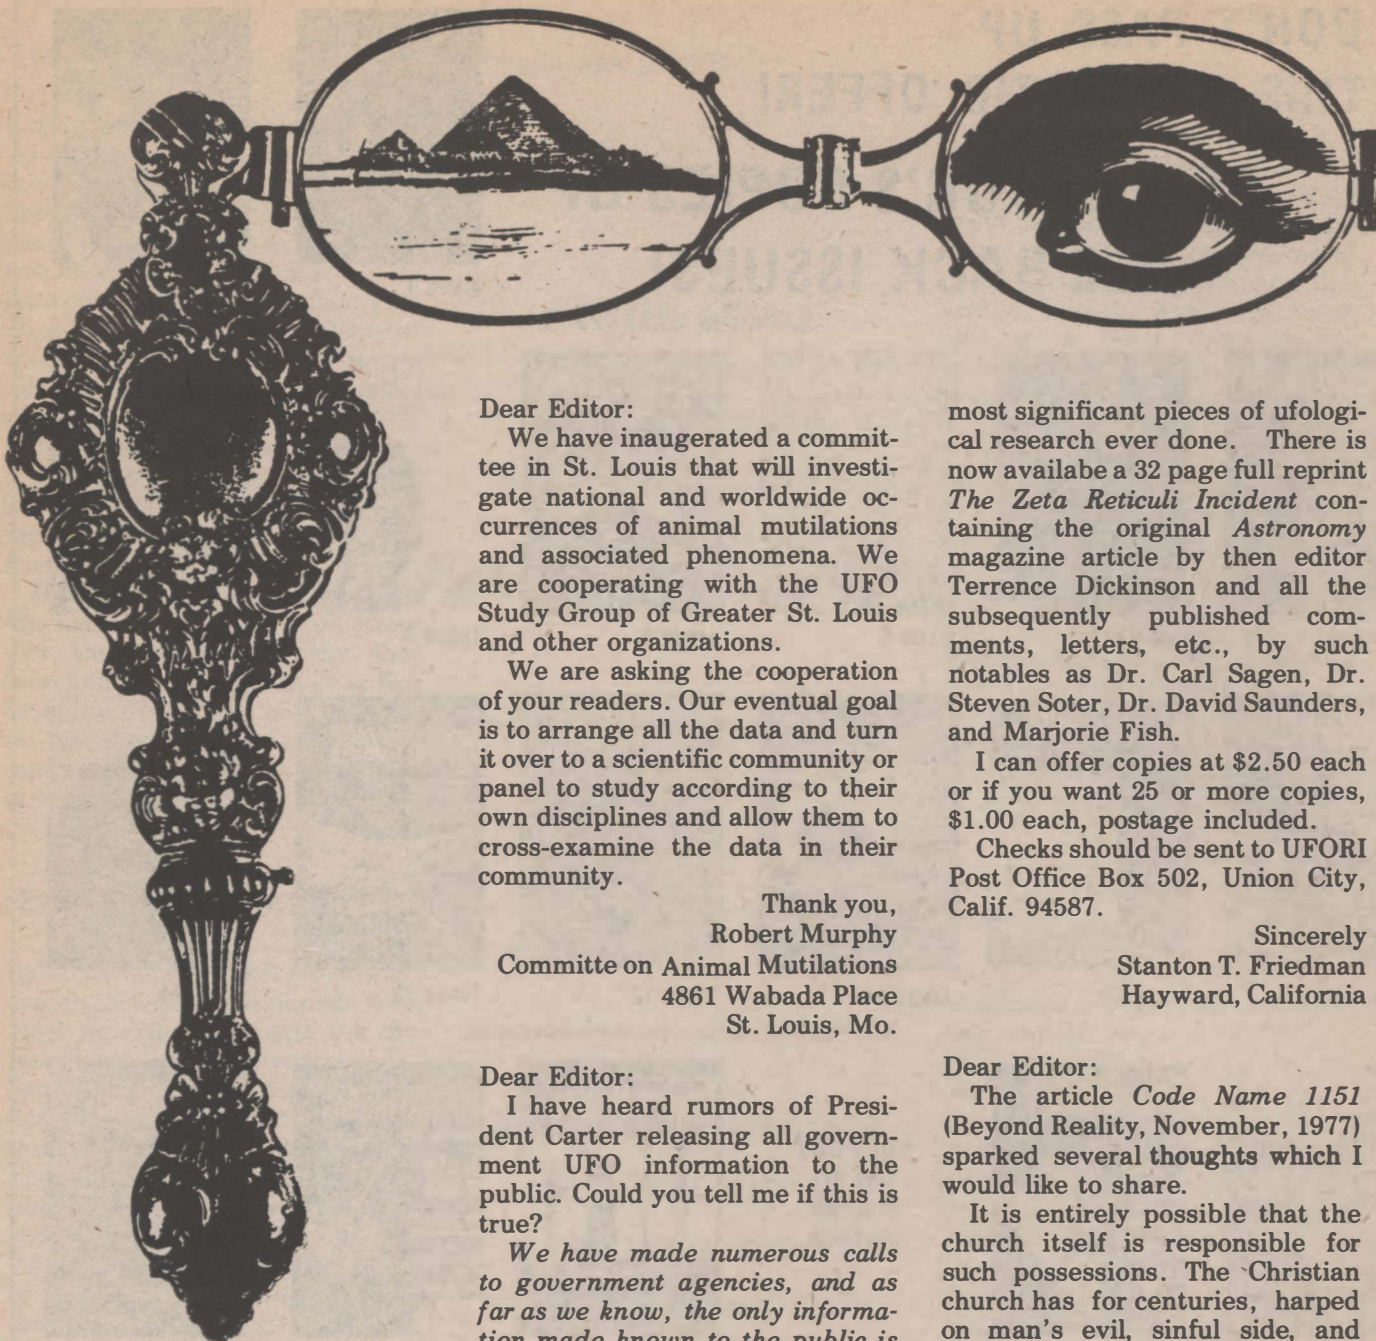 Dear Editor:
We have inaugerated a commit-
tee in St. Louis that will investi-
gate national and worldwide oc-
currences of animal mutilations
and associated phenomena. We
are cooperating with the UFO
Study Group of Greater St. Louis
and other organizations.
We are asking the cooperation
of your readers. Our eventual goal
is to arrange all the data and turn
it over to a scientific community or
panel to study according to their
own disciplines and allow them to
cross-examine the data in their
community.
Thank you,
Robert Murphy
Committe on Animal Mutilations
4861 Wabada Place
St. Louis, Mo.
Dear Editor:
I have heard rumors of Presi-
dent Carter releasing all govern-
ment UFO information to the
public. Could you tell me if this is
true?
We have made numerous calls
to government agencies, and as
far as we know, the only informa-
tion made known to the public is
most significant pieces of ufologi-
cal research ever done. There is
now availabe a 32 page full reprint
The Zeta Reticuli Incident con-
taining the original Astronomy
magazine article by then editor
Terrence Dickinson and all the
subsequently published com-
ments, letters, etc., by such
notables as Dr. Carl Sagen, Dr.
Steven Soter, Dr. David Saunders,
and Marjorie Fish.
I can offer copies at $2.50 each
or if you want 25 or more copies,
$1.00 each, postage included.
Checks should be sent to UFORI
Post Office Box 502, Union City,
Calif. 94587.
Sincerely
Stanton T. Friedman
Hayward, California
Dear Editor:
The article Code Name 1151
(Beyond Reality, November, 1977)
sparked several thoughts which I
would like to share.
It is entirely possible that the
church itself is responsible for
such possessions. The Christian
church has for centuries, harped
on man's evil, sinful side, and